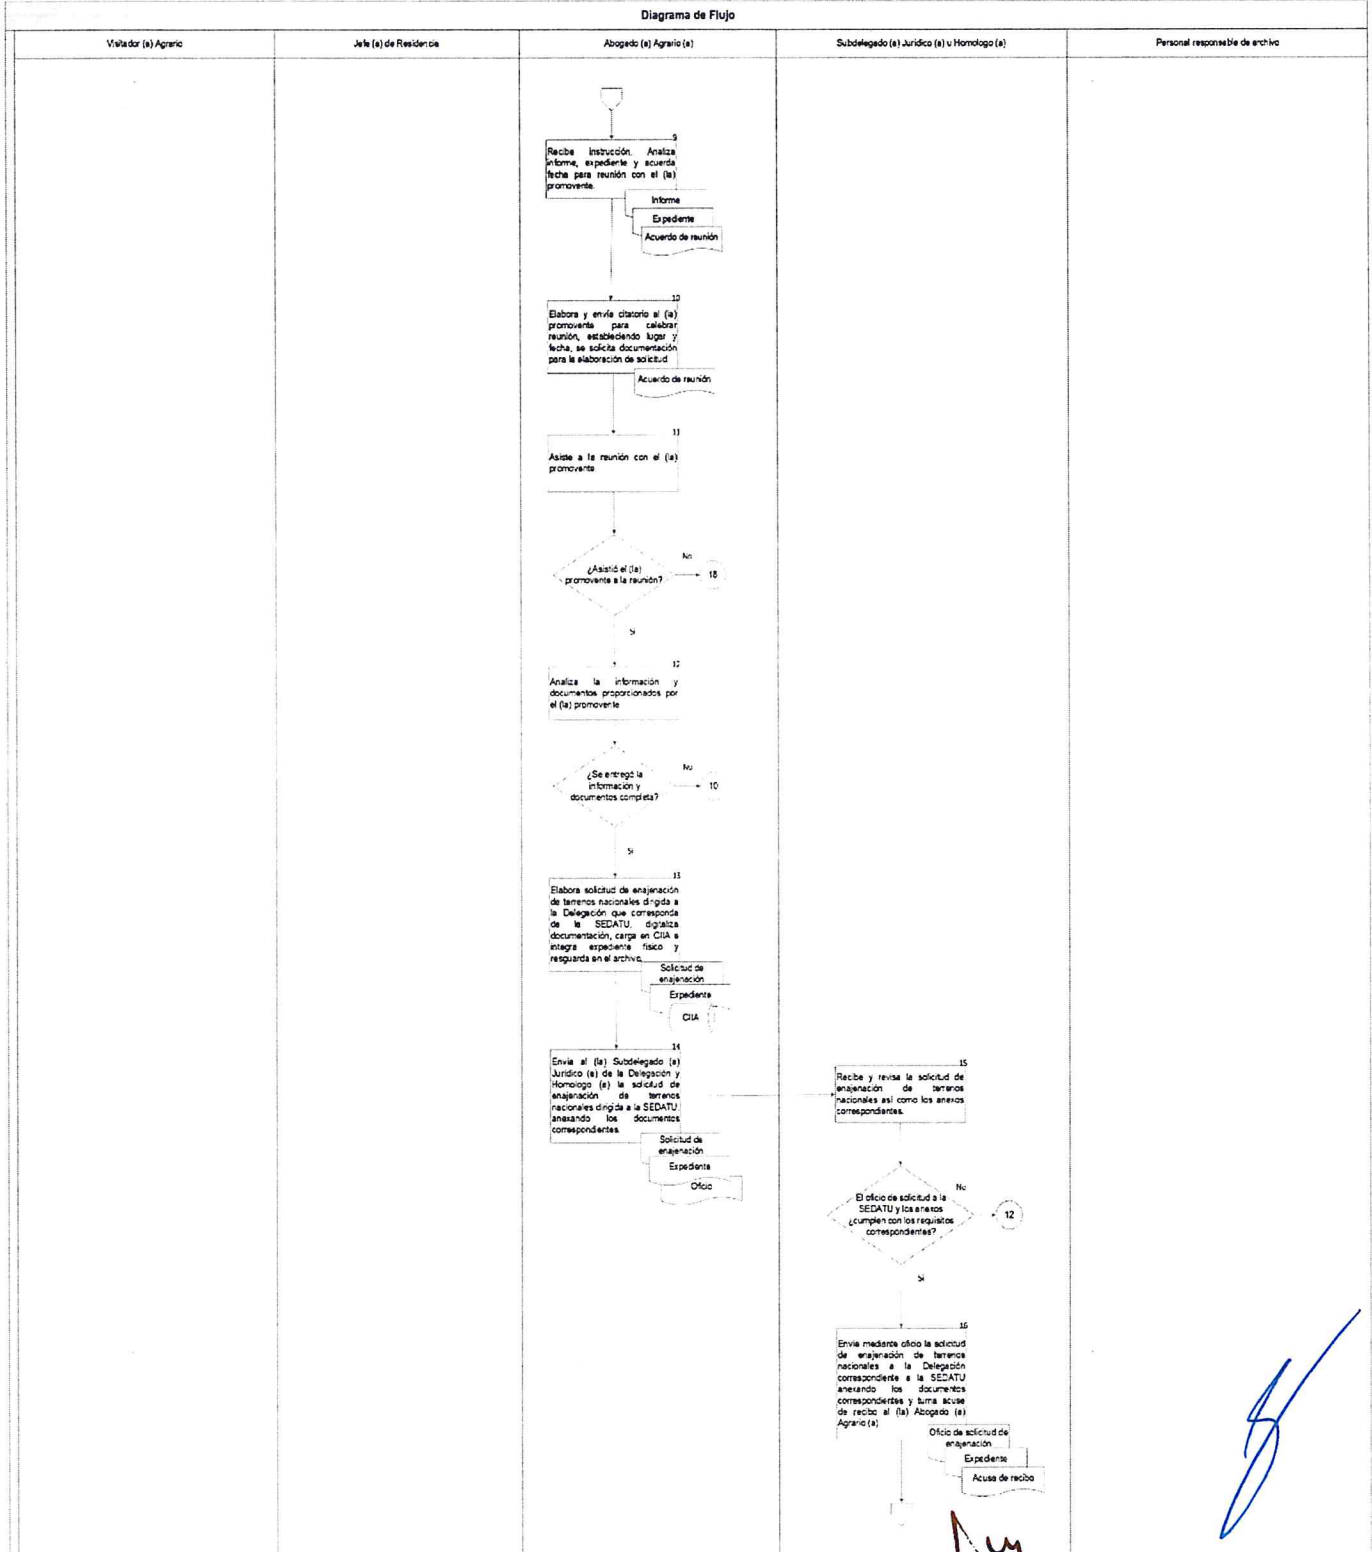 Diagrama de Flujo
Visitador (a) Agrario
Jefe (a) de Residencia
Abogado (a) Agrario (a)
Subdelegado (a) Jurídico (a) u Homologo (a)
Personal responsable de archivo
9
Recibe instrucción. Analiza
informe, expediente y acuerda
fecha para reunión con el (la)
promovente.
Informe
Expediente
Acuerdo de reunión
10
Elabora y envía citatorio al (la)
promovente para celebrar
reunión, estableciendo lugar y
fecha, se solicita documentación
para la elaboración de solicitud
Acuerdo de reunión
11
Asiste a la reunión con el (la)
promovente
¿Asistió el (la)
promovente a la reunión?
No
18
Si
12
Analiza la información y
documentos proporcionados por
el (la) promovente
¿Se entregó la
información y
documentos completa?
No
10
Si
13
Elabora solicitud de enajenación
de terrenos nacionales dirigida a
la Delegación que corresponda
de la SEDATU, digitaliza
documentación, carga en CIIA e
integra expediente físico y
resguarda en el archivo.
Solicitud de
enajenación
Expediente
CIIA
14
Envía al (la) Subdelegado (a)
Jurídico (a) de la Delegación y
Homologo (a) la solicitud de
enajenación de terrenos
nacionales dirigida a la SEDATU,
anexando los documentos
correspondientes.
Solicitud de
enajenación
Expediente
Oficio
15
Recibe y revisa la solicitud de
enajenación de terrenos
nacionales así como los anexos
correspondientes.
El oficio de solicitud a la
SEDATU y los anexos
¿cumplen con los requisitos
correspondientes?
No
12
Si
16
Envía mediante oficio la solicitud
de enajenación de terrenos
nacionales a la Delegación
correspondiente a la SEDATU
anexando los documentos
correspondientes y turna acuse
de recibo al (la) Abogado (a)
Agrario (a)
Oficio de solicitud de
enajenación
Expediente
Acuse de recibo